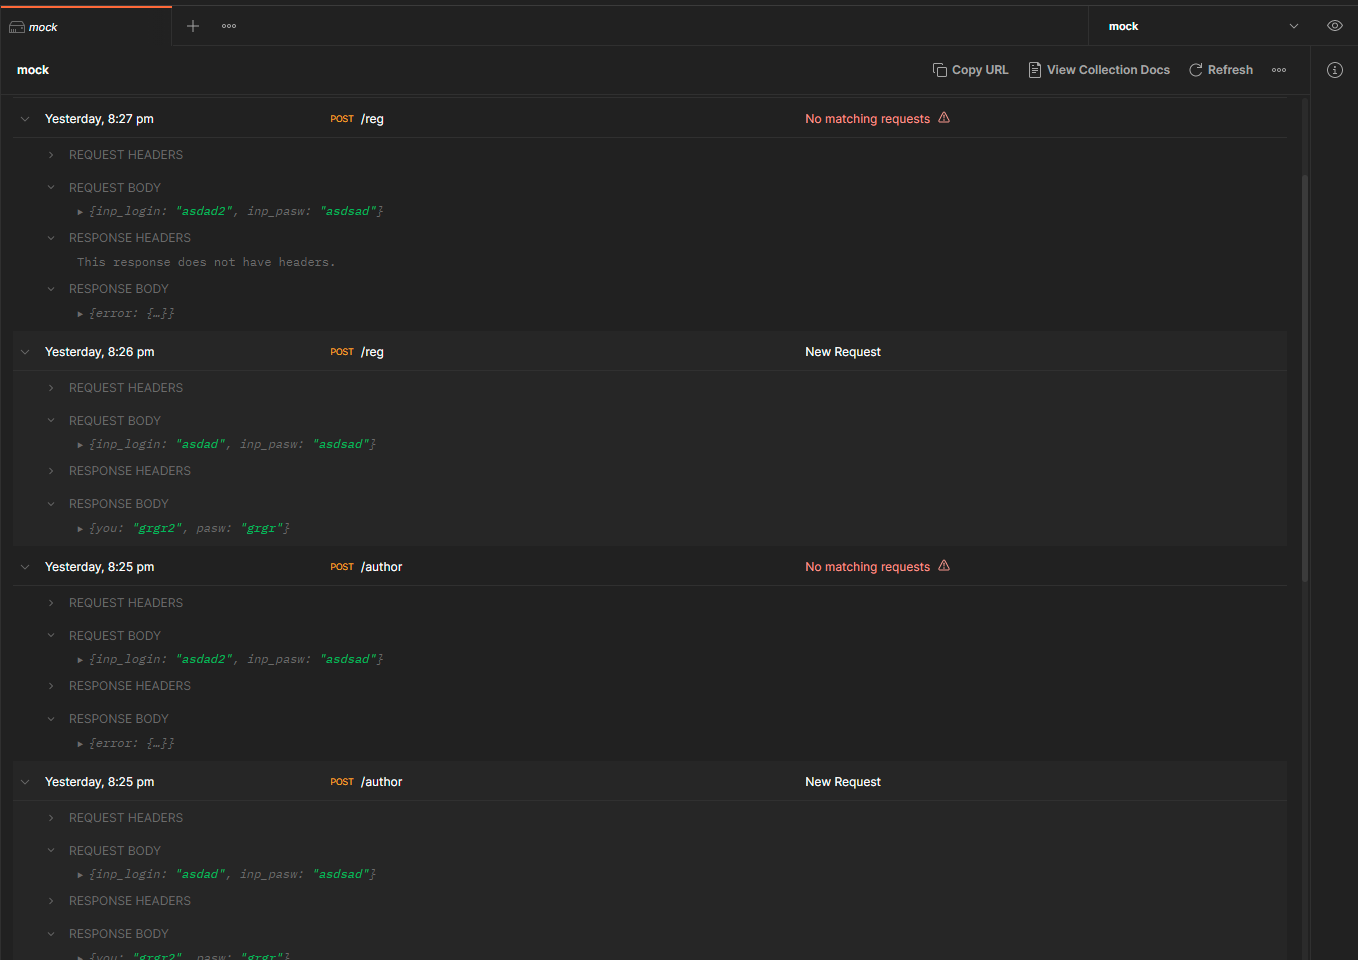 mock
mock
mock
Copy URL
View Collection Docs
Refresh
Yesterday, 8:27 pm
POST /reg
No matching requests
REQUEST HEADERS
REQUEST BODY
{inp_login: "asdad2", inp_pasw: "asdsad"}
RESPONSE HEADERS
This response does not have headers.
RESPONSE BODY
{error: {…}}
Yesterday, 8:26 pm
POST /reg
New Request
REQUEST HEADERS
REQUEST BODY
{inp_login: "asdad", inp_pasw: "asdsad"}
RESPONSE HEADERS
RESPONSE BODY
{you: "grgr2", pasw: "grgr"}
Yesterday, 8:25 pm
POST /author
No matching requests
REQUEST HEADERS
REQUEST BODY
{inp_login: "asdad2", inp_pasw: "asdsad"}
RESPONSE HEADERS
RESPONSE BODY
{error: {…}}
Yesterday, 8:25 pm
POST /author
New Request
REQUEST HEADERS
REQUEST BODY
{inp_login: "asdad", inp_pasw: "asdsad"}
RESPONSE HEADERS
RESPONSE BODY
{you: "grgr2", pasw: "grgr"}